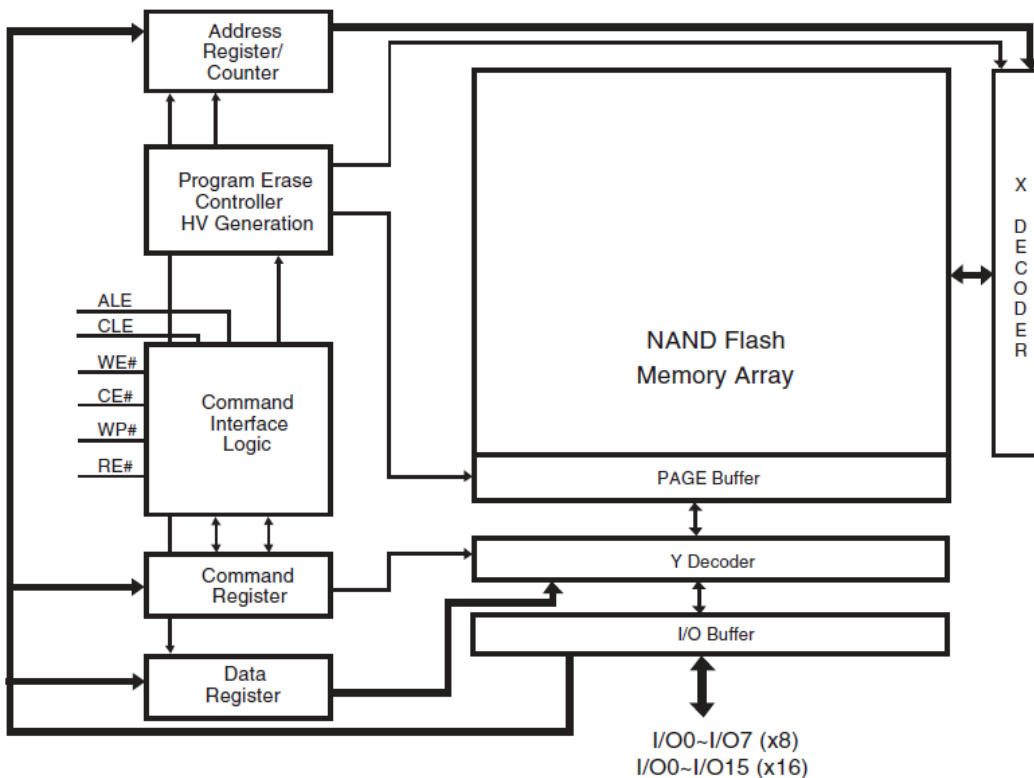 Address
Register/
Counter
Program Erase
Controller
HV Generation
ALE
CLE
WE#
CE#
WP#
RE#
Command
Interface
Logic
Command
Register
Data
Register
NAND Flash
Memory Array
PAGE Buffer
Y Decoder
I/O Buffer
I/O0~I/O7 (x8)
I/O0~I/O15 (x16)
X
D
E
C
O
D
E
R